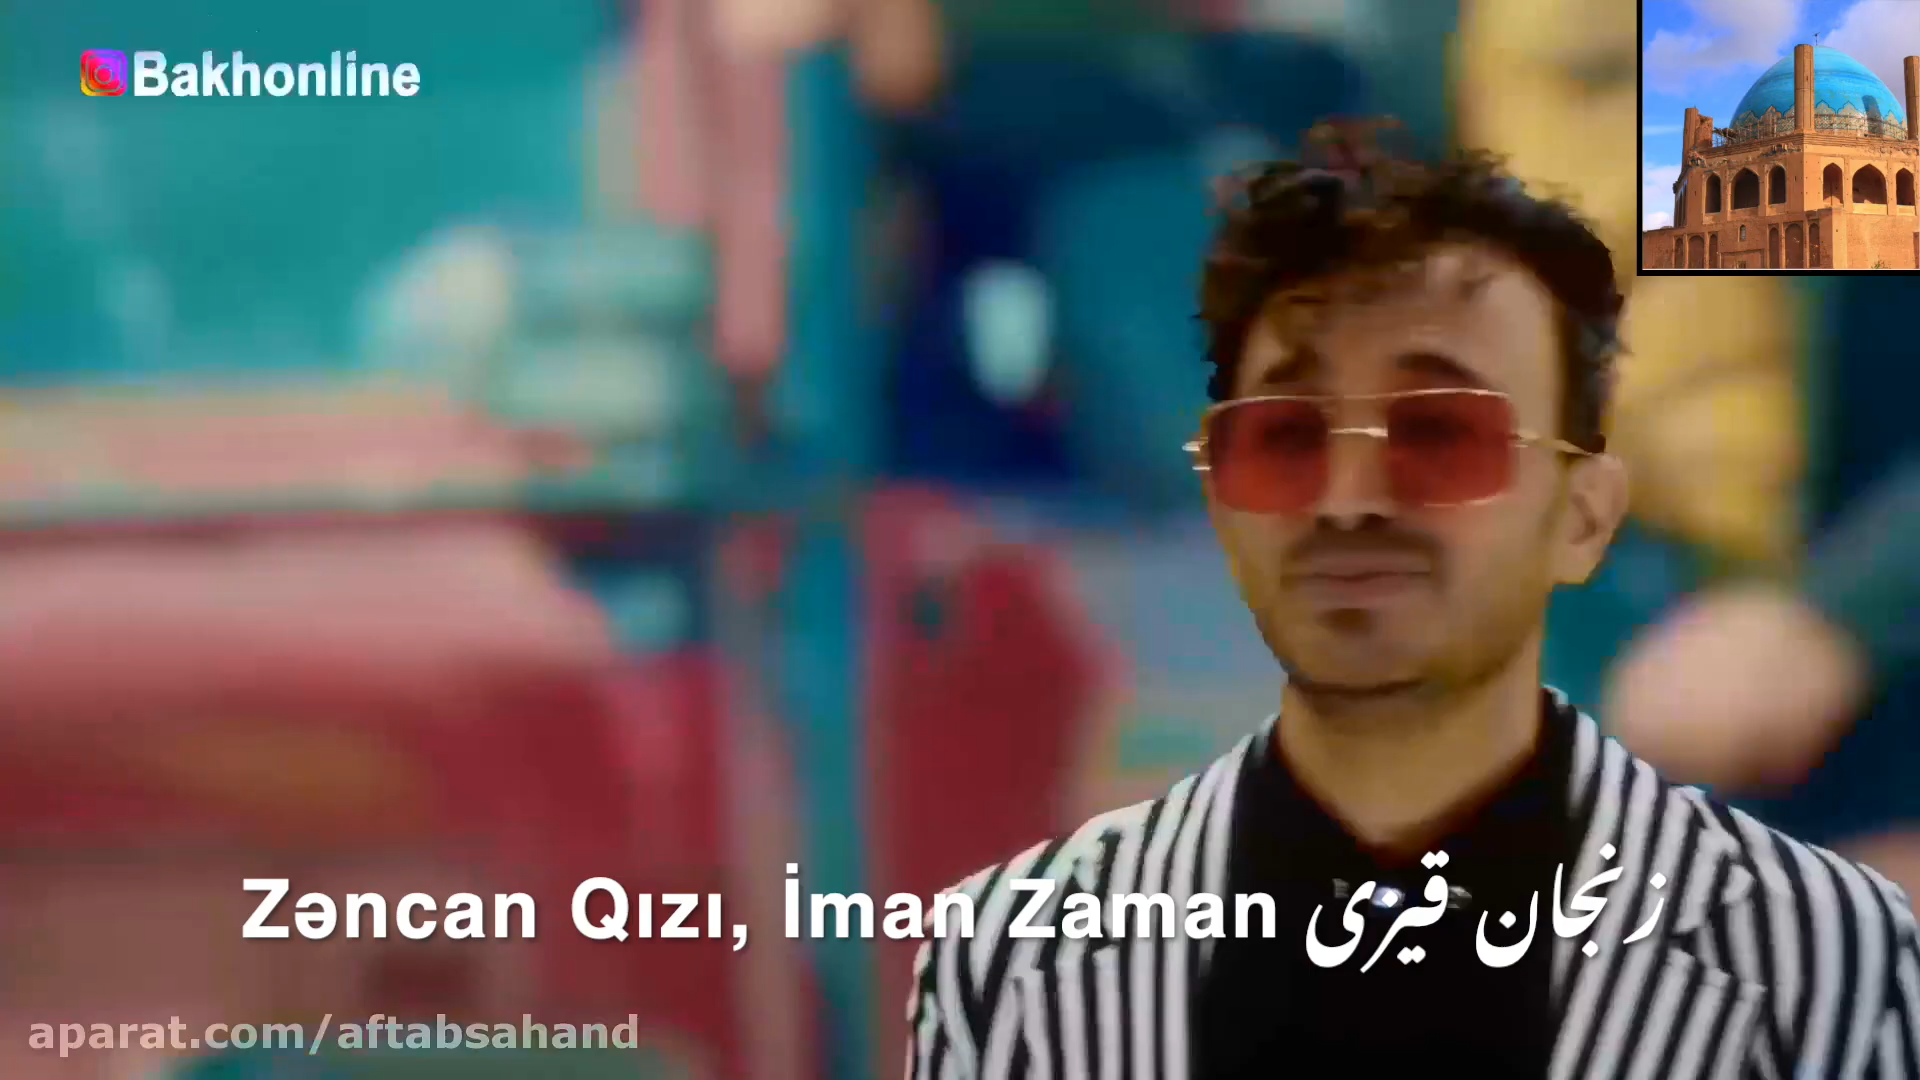 Bakhonline
Zəncan Qızı, İman Zaman زنجان قیزی
aparat.com/aftabsahand